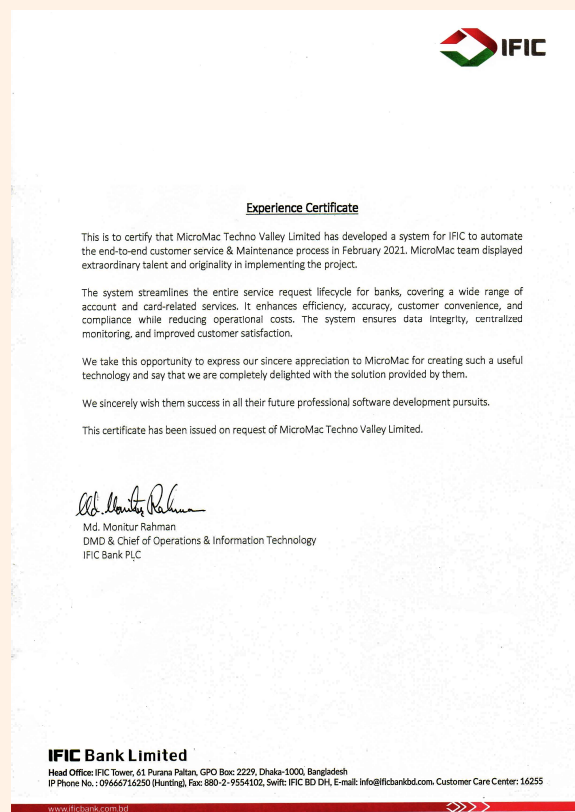 IFIC
Experience Certificate
This is to certify that MicroMac Techno Valley Limited has developed a system for IFIC to automate
the end-to-end customer service & Maintenance process in February 2021. MicroMac team displayed
extraordinary talent and originality in implementing the project.
The system streamlines the entire service request lifecycle for banks, covering a wide range of
account and card-related services. It enhances efficiency, accuracy, customer convenience, and
compliance while reducing operational costs. The system ensures data integrity, centralized
monitoring, and improved customer satisfaction.
We take this opportunity to express our sincere appreciation to MicroMac for creating such a useful
technology and say that we are completely delighted with the solution provided by them.
We sincerely wish them success in all their future professional software development pursuits.
This certificate has been issued on request of MicroMac Techno Valley Limited.
Md. Monitur Rahman
Md. Monitur Rahman
DMD & Chief of Operations & Information Technology
IFIC Bank PLC
IFIC Bank Limited
Head Office: IFIC Tower, 61 Purana Paltan, GPO Box: 2229, Dhaka-1000, Bangladesh
IP Phone No. : 09666716250 (Hunting), Fax: 880-2-9554102, Swift: IFIC BD DH, E-mail: info@ificbankbd.com, Customer Care Center: 16255
www.ificbank.com.bd